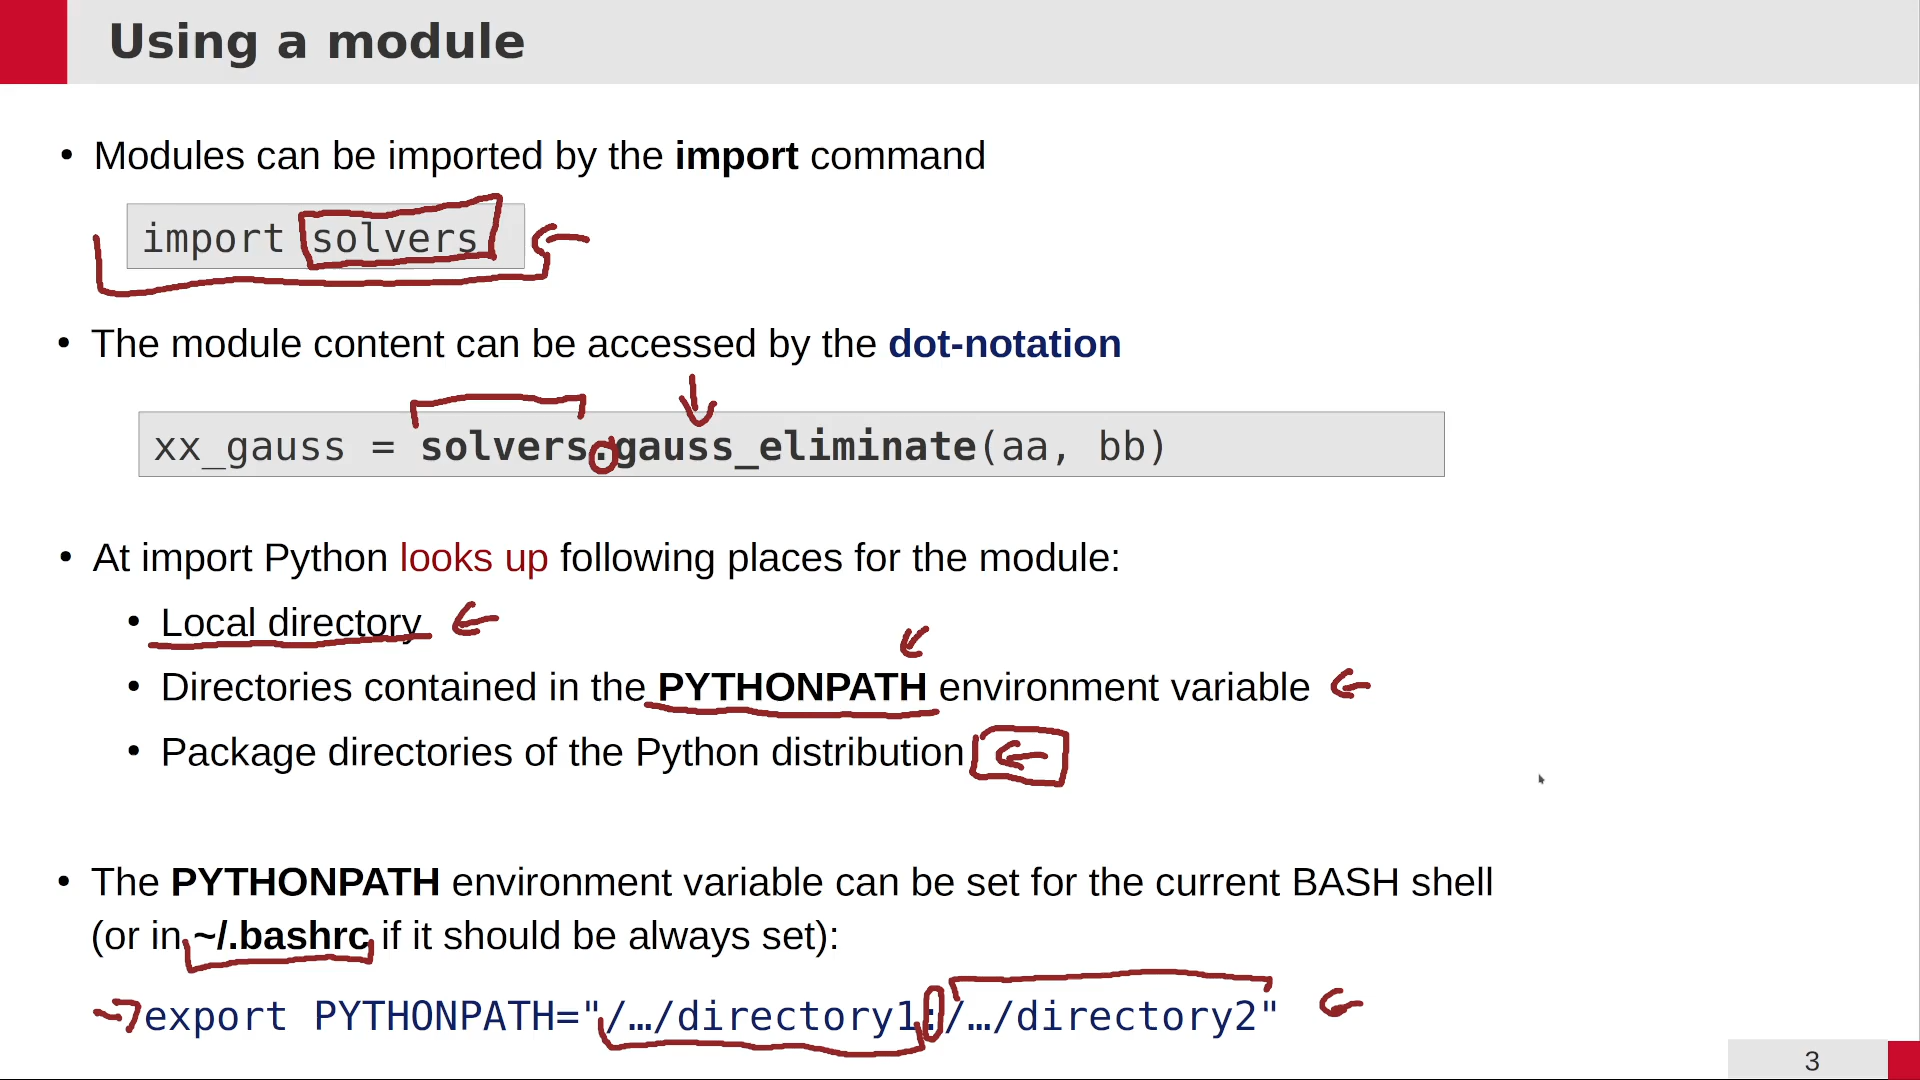 Using a module
• Modules can be imported by the import command
import solvers
• The module content can be accessed by the dot-notation
xx_gauss = solvers.gauss_eliminate(aa, bb)
• At import Python looks up following places for the module:
• Local directory
• Directories contained in the PYTHONPATH environment variable
• Package directories of the Python distribution
• The PYTHONPATH environment variable can be set for the current BASH shell
(or in ~/.bashrc if it should be always set):
export PYTHONPATH="/…/directory1:/…/directory2"
3